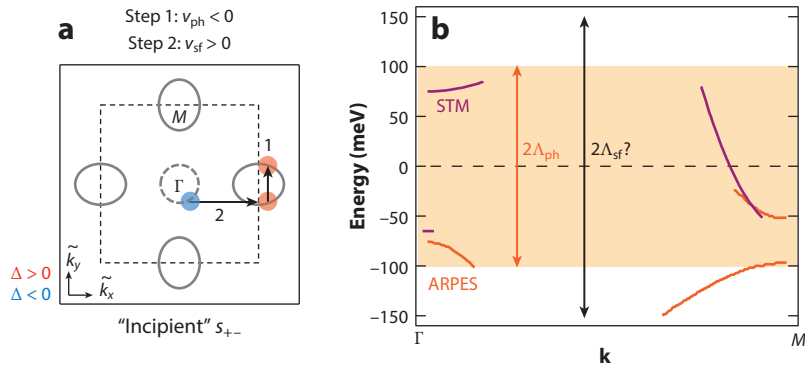 a
Step 1: v_ph < 0
Step 2: v_sf > 0
M
Γ
1
2
Δ > 0
Δ < 0
k̃_y
k̃_x
“Incipient” s_+−
b
150
100
50
0
−50
−100
−150
Energy (meV)
STM
2Λ_ph
2Λ_sf?
ARPES
Γ
M
k